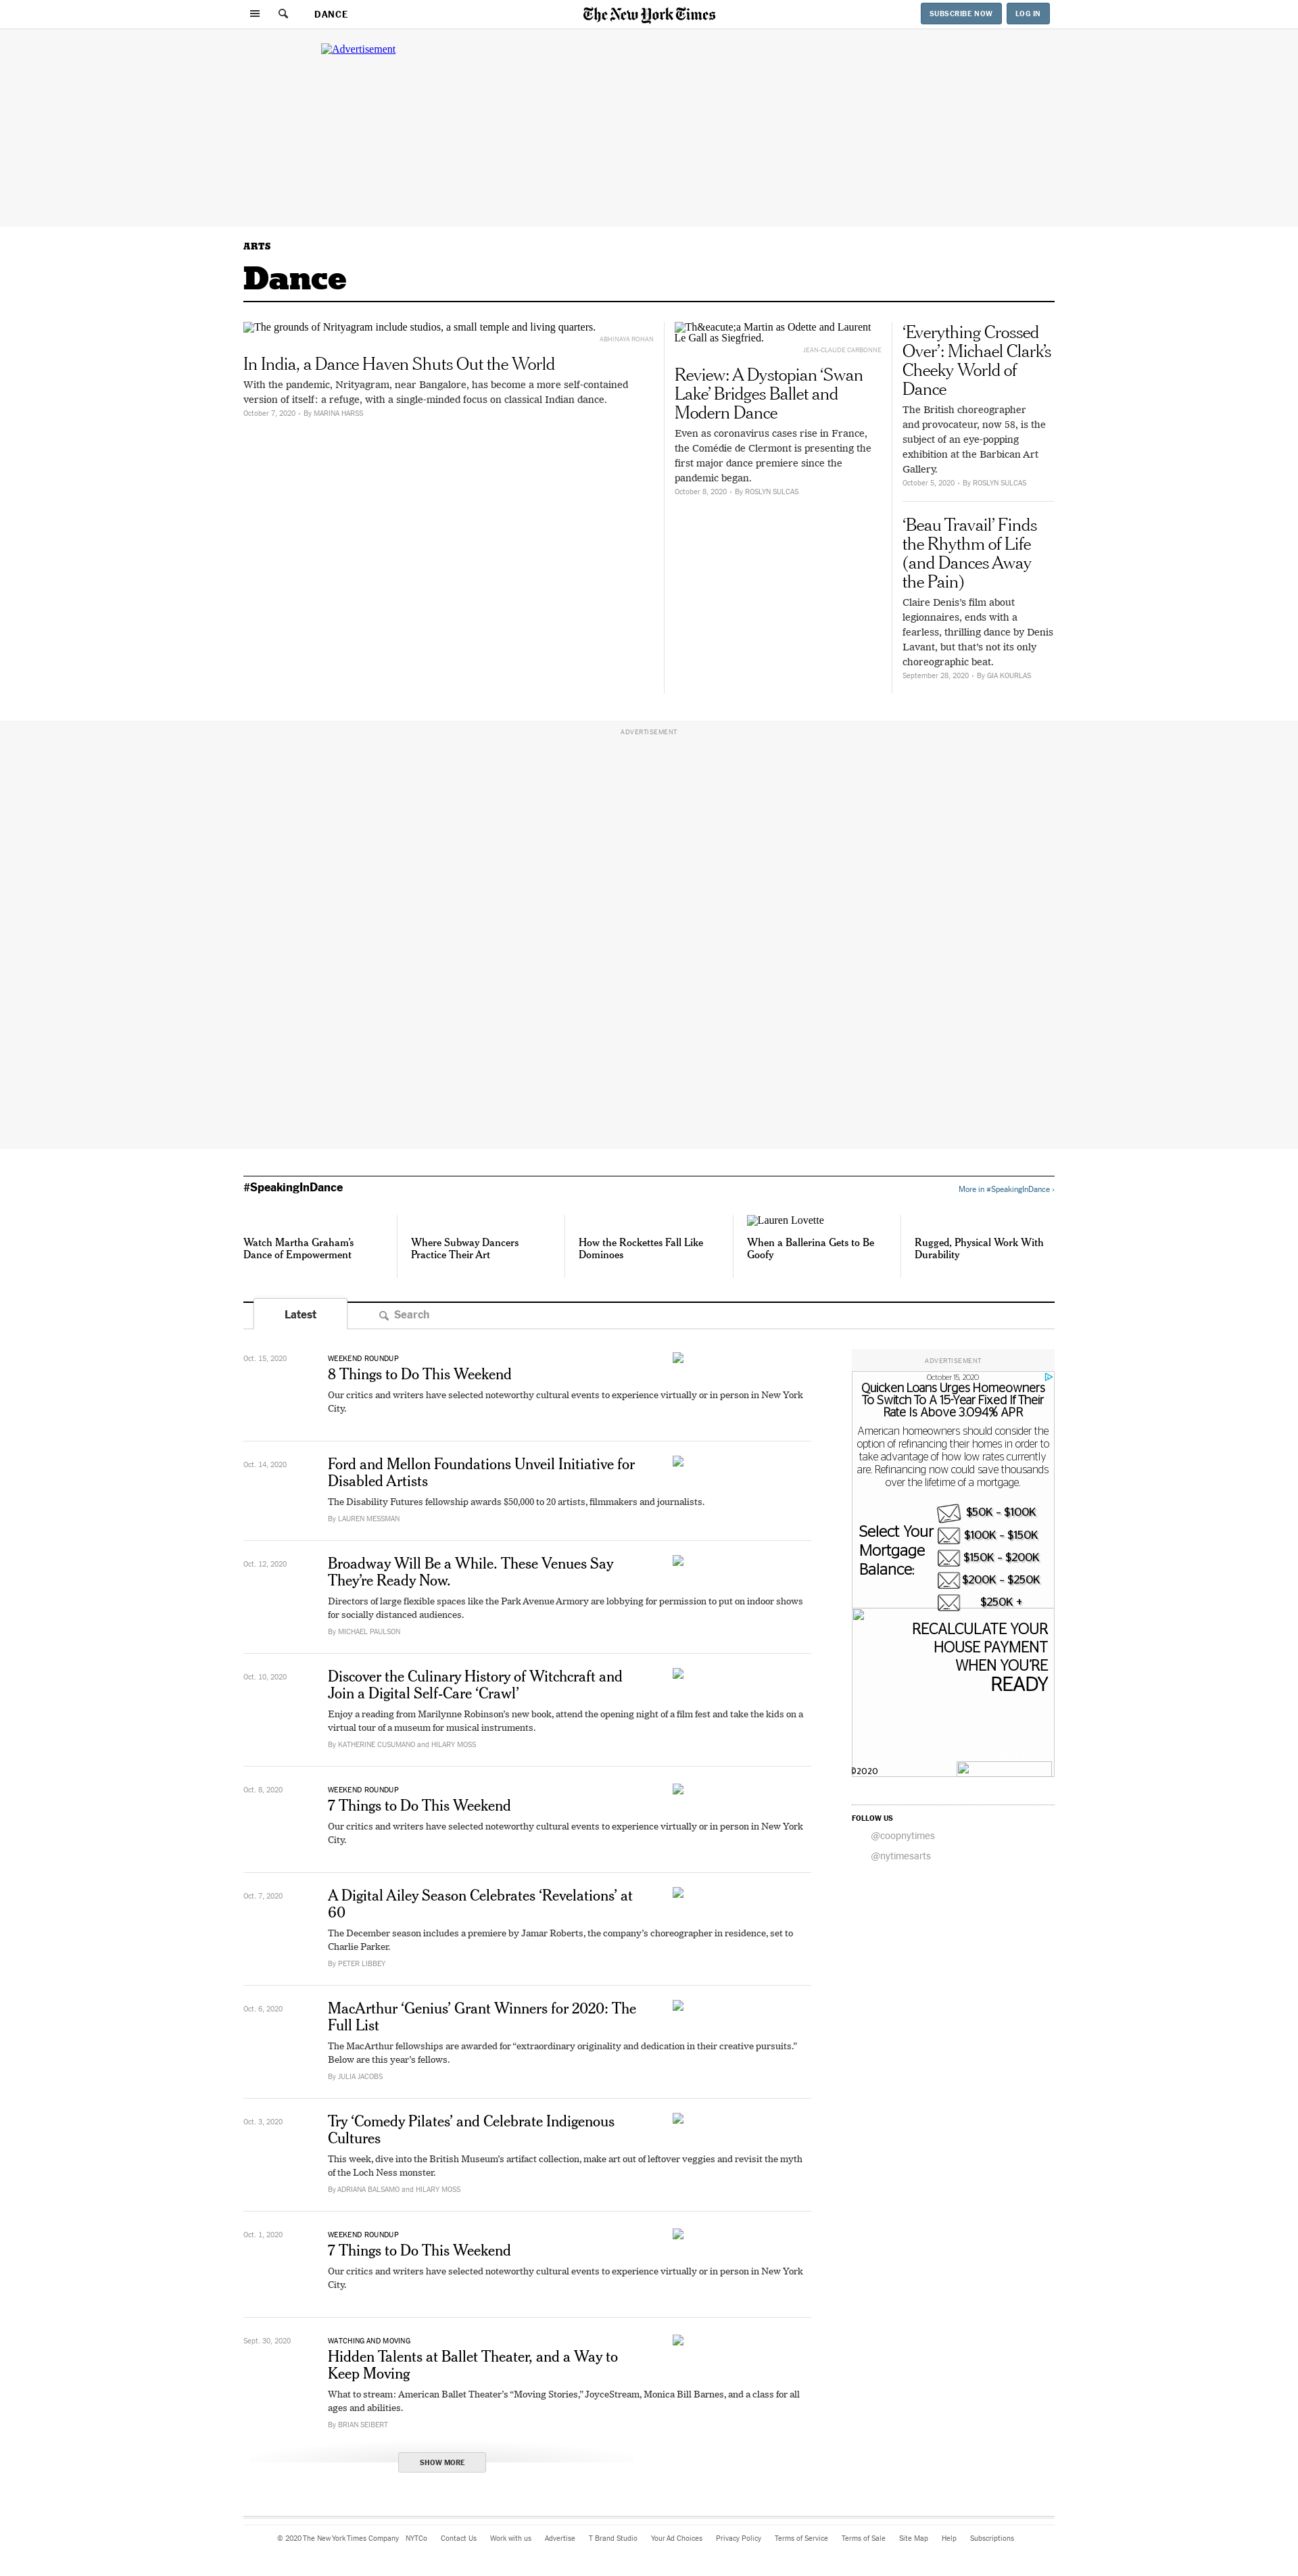 DANCE
The New York Times
SUBSCRIBE NOW
LOG IN
Advertisement
ARTS
Dance
The grounds of Nrityagram include studios, a small temple and living quarters.
ABHINAYA ROHAN
In India, a Dance Haven Shuts Out the World
With the pandemic, Nrityagram, near Bangalore, has become a more self-contained
version of itself: a refuge, with a single-minded focus on classical Indian dance.
October 7, 2020 - By MARINA HARSS
Th&eacute;a Martin as Odette and Laurent
Le Gall as Siegfried.
JEAN-CLAUDE CARBONNE
Review: A Dystopian ‘Swan
Lake’ Bridges Ballet and
Modern Dance
Even as coronavirus cases rise in France,
the Comédie de Clermont is presenting the
first major dance premiere since the
pandemic began.
October 8, 2020 - By ROSLYN SULCAS
‘Everything Crossed
Over’: Michael Clark’s
Cheeky World of
Dance
The British choreographer
and provocateur, now 58, is the
subject of an eye-popping
exhibition at the Barbican Art
Gallery.
October 5, 2020 - By ROSLYN SULCAS
‘Beau Travail’ Finds
the Rhythm of Life
(and Dances Away
the Pain)
Claire Denis’s film about
legionnaires, ends with a
fearless, thrilling dance by Denis
Lavant, but that’s not its only
choreographic beat.
September 28, 2020 - By GIA KOURLAS
ADVERTISEMENT
#SpeakingInDance
More in #SpeakingInDance ›
Watch Martha Graham’s
Dance of Empowerment
Where Subway Dancers
Practice Their Art
How the Rockettes Fall Like
Dominoes
Lauren Lovette
When a Ballerina Gets to Be
Goofy
Rugged, Physical Work With
Durability
Latest
Search
Oct. 15, 2020
WEEKEND ROUNDUP
8 Things to Do This Weekend
Our critics and writers have selected noteworthy cultural events to experience virtually or in person in New York
City.
Oct. 14, 2020
Ford and Mellon Foundations Unveil Initiative for
Disabled Artists
The Disability Futures fellowship awards $50,000 to 20 artists, filmmakers and journalists.
By LAUREN MESSMAN
Oct. 12, 2020
Broadway Will Be a While. These Venues Say
They’re Ready Now.
Directors of large flexible spaces like the Park Avenue Armory are lobbying for permission to put on indoor shows
for socially distanced audiences.
By MICHAEL PAULSON
Oct. 10, 2020
Discover the Culinary History of Witchcraft and
Join a Digital Self-Care ‘Crawl’
Enjoy a reading from Marilynne Robinson’s new book, attend the opening night of a film fest and take the kids on a
virtual tour of a museum for musical instruments.
By KATHERINE CUSUMANO and HILARY MOSS
Oct. 8, 2020
WEEKEND ROUNDUP
7 Things to Do This Weekend
Our critics and writers have selected noteworthy cultural events to experience virtually or in person in New York
City.
Oct. 7, 2020
A Digital Ailey Season Celebrates ‘Revelations’ at
60
The December season includes a premiere by Jamar Roberts, the company’s choreographer in residence, set to
Charlie Parker.
By PETER LIBBEY
Oct. 6, 2020
MacArthur ‘Genius’ Grant Winners for 2020: The
Full List
The MacArthur fellowships are awarded for “extraordinary originality and dedication in their creative pursuits.”
Below are this year’s fellows.
By JULIA JACOBS
Oct. 3, 2020
Try ‘Comedy Pilates’ and Celebrate Indigenous
Cultures
This week, dive into the British Museum’s artifact collection, make art out of leftover veggies and revisit the myth
of the Loch Ness monster.
By ADRIANA BALSAMO and HILARY MOSS
Oct. 1, 2020
WEEKEND ROUNDUP
7 Things to Do This Weekend
Our critics and writers have selected noteworthy cultural events to experience virtually or in person in New York
City.
Sept. 30, 2020
WATCHING AND MOVING
Hidden Talents at Ballet Theater, and a Way to
Keep Moving
What to stream: American Ballet Theater’s “Moving Stories,” JoyceStream, Monica Bill Barnes, and a class for all
ages and abilities.
By BRIAN SEIBERT
SHOW MORE
ADVERTISEMENT
October 15, 2020
Quicken Loans Urges Homeowners
To Switch To A 15-Year Fixed If Their
Rate Is Above 3.094% APR
American homeowners should consider the
option of refinancing their homes in order to
take advantage of how low rates currently
are. Refinancing now could save thousands
over the lifetime of a mortgage.
Select Your
Mortgage
Balance:
$50K - $100K
$100K - $150K
$150K - $200K
$200K - $250K
$250K +
RECALCULATE YOUR
HOUSE PAYMENT
WHEN YOU'RE
READY
©2020
FOLLOW US
@coopnytimes
@nytimesarts
© 2020 The New York Times Company NYTCo Contact Us Work with us Advertise T Brand Studio Your Ad Choices Privacy Policy Terms of Service Terms of Sale Site Map Help Subscriptions